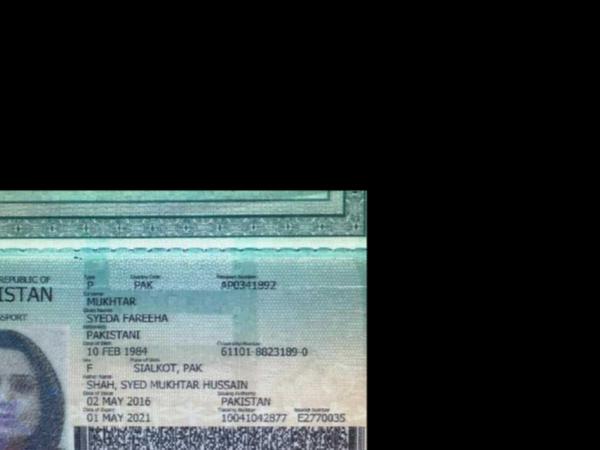 REPUBLIC OF
ISTAN
SSPORT
Type Country Code Passport Number
P PAK AP0341992
Surname
MUKHTAR
Given Names
SYEDA FAREEHA
Nationality
PAKISTANI
Date of Birth Citizenship Number
10 FEB 1984 61101-8823189-0
Sex Place of Birth
F SIALKOT, PAK
Father Name
SHAH, SYED MUKHTAR HUSSAIN
Date of Issue Issuing Authority
02 MAY 2016 PAKISTAN
Date of Expiry Tracking Number Booklet Number
01 MAY 2021 10041042877 E2770035